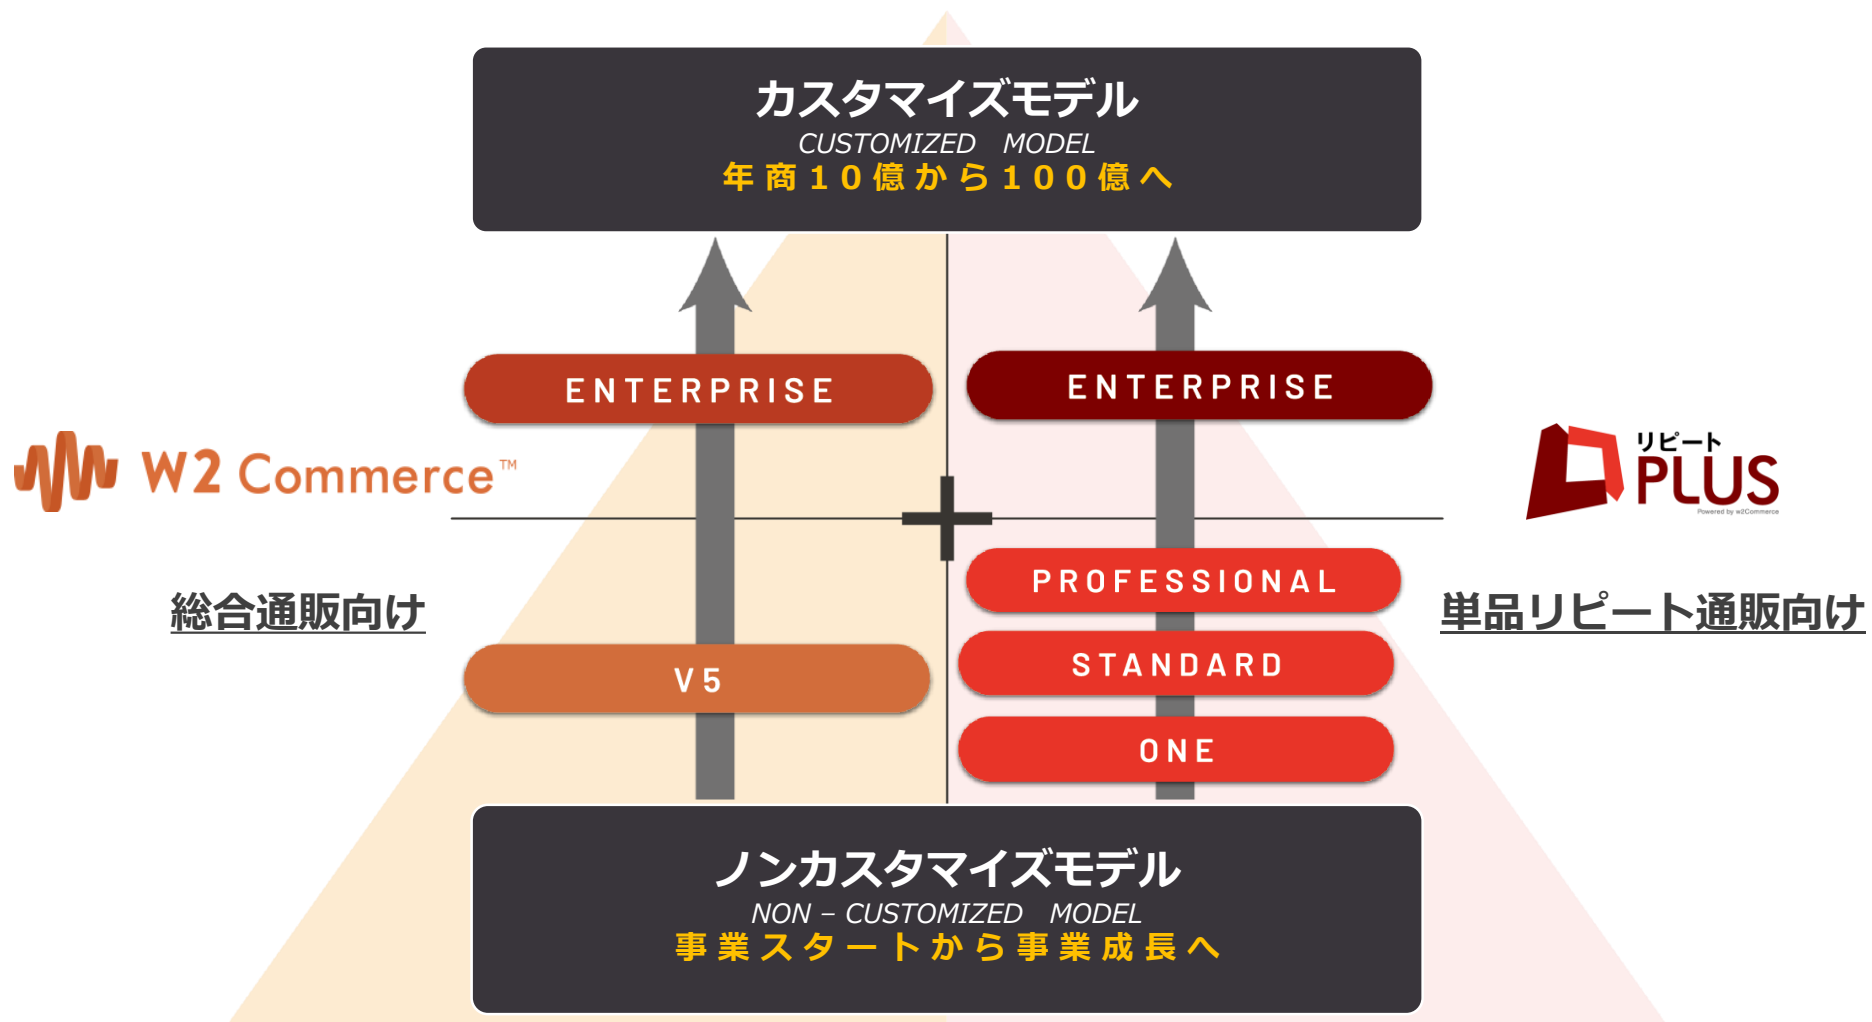 カスタマイズモデル
CUSTOMIZED MODEL
年商10億から100億へ
ENTERPRISE
ENTERPRISE
W2 Commerce™
リピート
PLUS
Powered by w2Commerce
PROFESSIONAL
総合通販向け
単品リピート通販向け
STANDARD
V5
ONE
ノンカスタマイズモデル
NON – CUSTOMIZED MODEL
事業スタートから事業成長へ